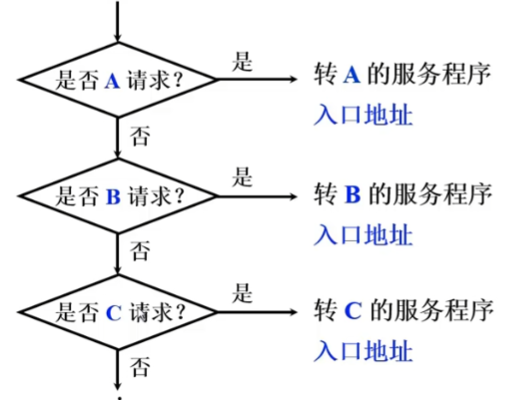 是否 A 请求？
是
转 A 的服务程序
入口地址
否
是否 B 请求？
是
转 B 的服务程序
入口地址
否
是否 C 请求？
是
转 C 的服务程序
入口地址
否